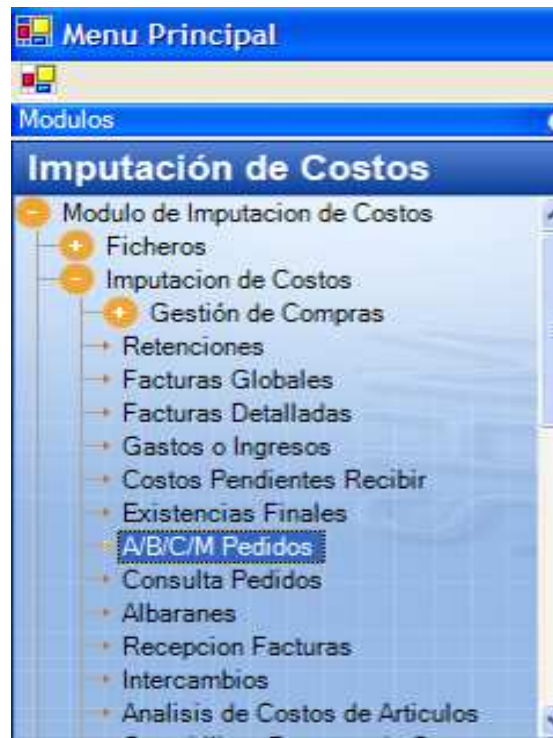 Menu Principal
Modulos
Imputación de Costos
Modulo de Imputacion de Costos
Ficheros
Imputacion de Costos
Gestión de Compras
Retenciones
Facturas Globales
Facturas Detalladas
Gastos o Ingresos
Costos Pendientes Recibir
Existencias Finales
A/B/C/M Pedidos
Consulta Pedidos
Albaranes
Recepcion Facturas
Intercambios
Analisis de Costos de Articulos